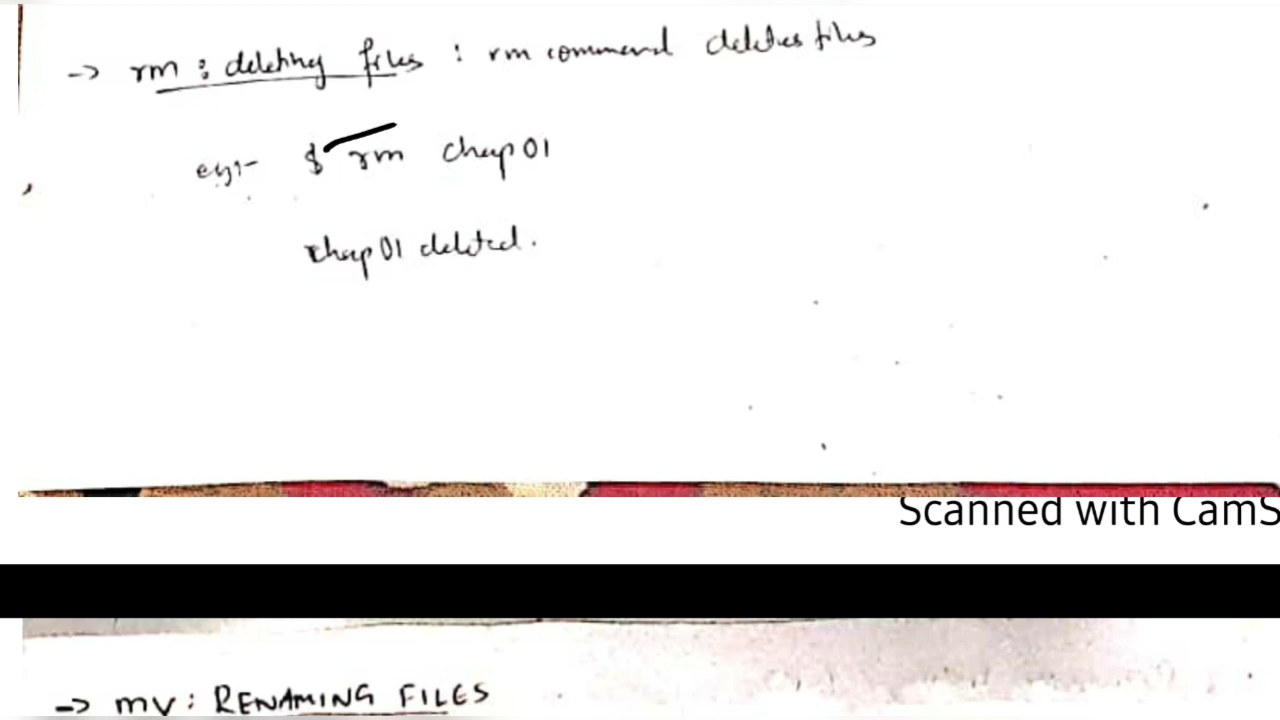 → rm : deleting files : rm command deletes files
eg:- $ rm chap01
chap01 deleted.
Scanned with CamS
→ mv : RENAMING FILES